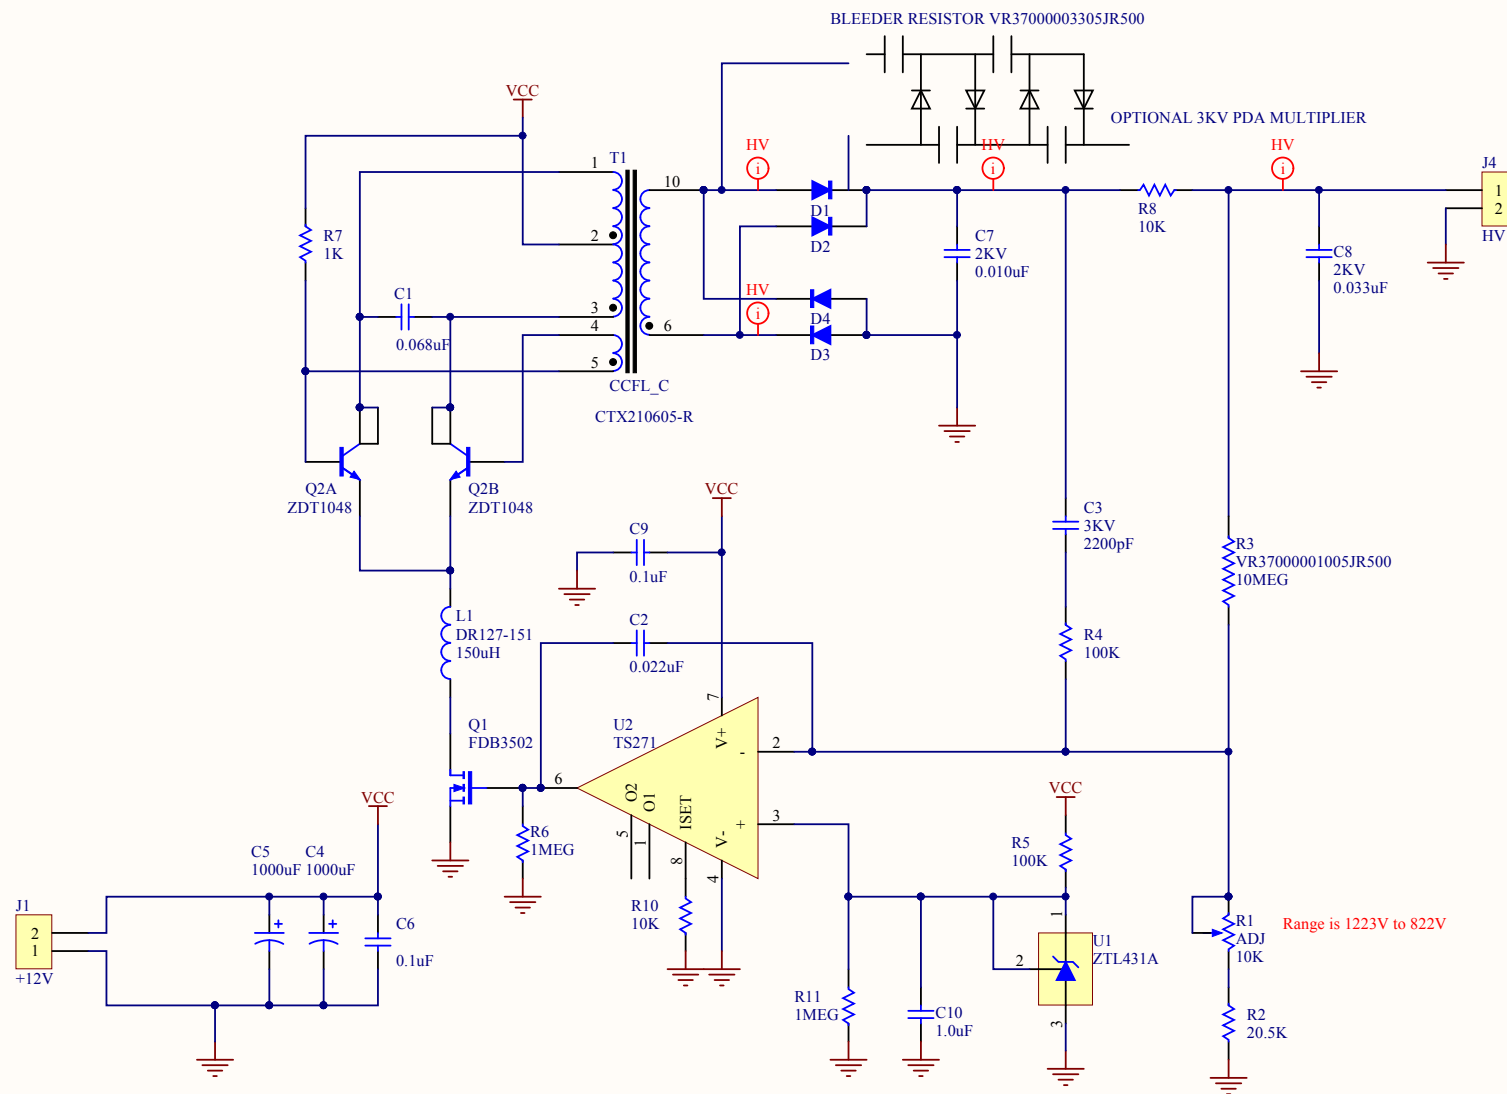 BLEEDER RESISTOR VR37000003305JR500
OPTIONAL 3KV PDA MULTIPLIER
VCC
HV
i
HV
i
HV
i
HV
i
T1
1
2
3
4
5
10
6
CCFL_C
CTX210605-R
R7
1K
C1
0.068uF
D1
D2
D4
D3
C7
2KV
0.010uF
R8
10K
C8
2KV
0.033uF
J4
1
2
HV
Q2A
ZDT1048
Q2B
ZDT1048
VCC
C9
0.1uF
C2
0.022uF
C3
3KV
2200pF
R3
VR37000001005JR500
10MEG
R4
100K
L1
DR127-151
150uH
Q1
FDB3502
U2
TS271
7
V+
2
-
3
+
6
O2
O1
ISET
V-
5
1
8
4
R6
1MEG
R10
10K
VCC
R5
100K
VCC
C5
1000uF
C4
1000uF
C6
0.1uF
J1
2
1
+12V
+
+
R11
1MEG
C10
1.0uF
U1
ZTL431A
1
2
3
R1
ADJ
10K
Range is 1223V to 822V
R2
20.5K